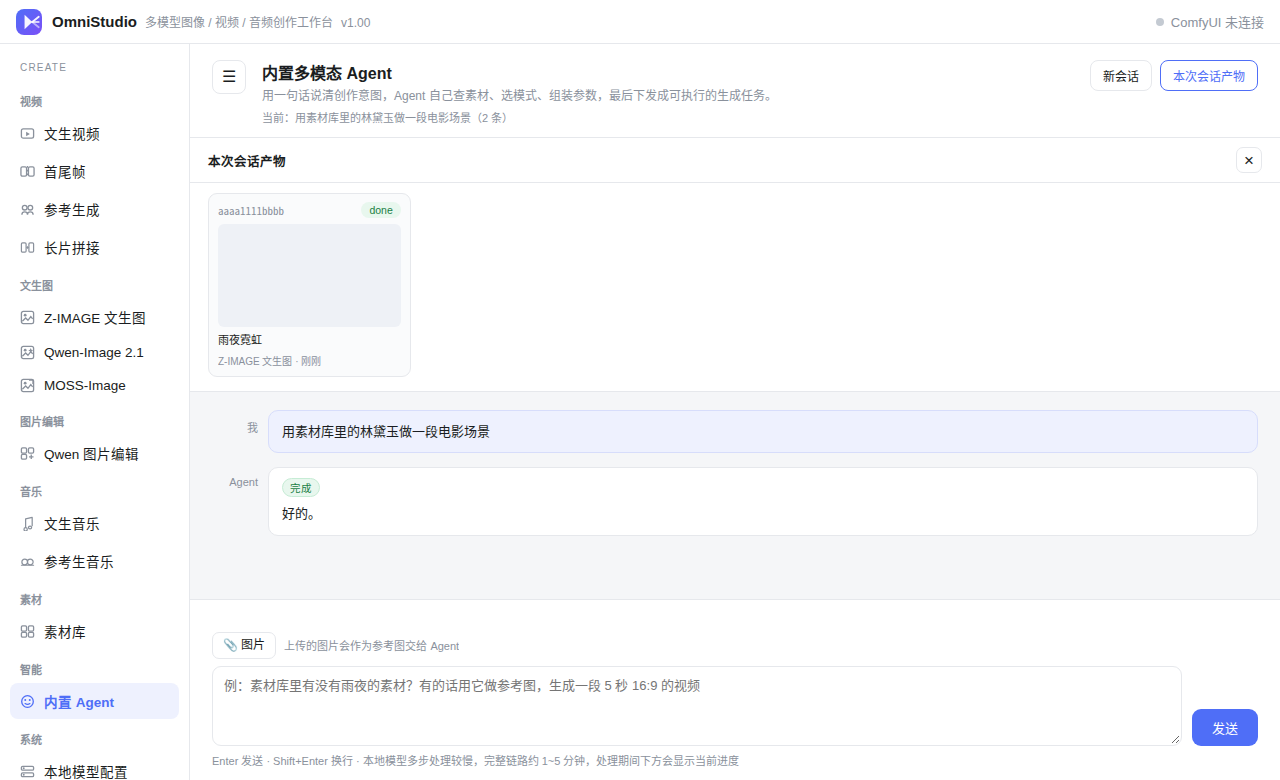 OmniStudio 多模型图像 / 视频 / 音频创作工作台 v1.00
ComfyUI 未连接
CREATE
视频
文生视频
首尾帧
参考生成
长片拼接
文生图
Z-IMAGE 文生图
Qwen-Image 2.1
MOSS-Image
图片编辑
Qwen 图片编辑
音乐
文生音乐
参考生音乐
素材
素材库
智能
内置 Agent
系统
本地模型配置
内置多模态 Agent
用一句话说清创作意图，Agent 自己查素材、选模式、组装参数，最后下发成可执行的生成任务。
当前：用素材库里的林黛玉做一段电影场景（2 条）
新会话
本次会话产物
本次会话产物
aaaa1111bbbb
done
雨夜霓虹
Z-IMAGE 文生图 · 刚刚
我
用素材库里的林黛玉做一段电影场景
Agent
完成
好的。
图片
上传的图片会作为参考图交给 Agent
例：素材库里有没有雨夜的素材？有的话用它做参考图，生成一段 5 秒 16:9 的视频
发送
Enter 发送 · Shift+Enter 换行 · 本地模型多步处理较慢，完整链路约 1~5 分钟，处理期间下方会显示当前进度